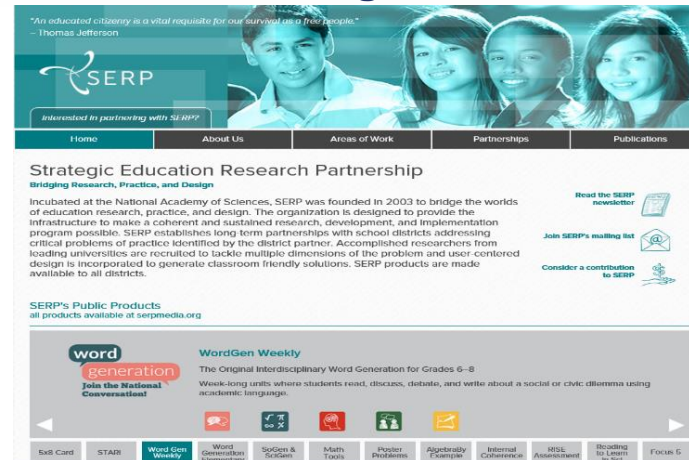 "An educated citizenry is a vital requisite for our survival as a free people."
– Thomas Jefferson
SERP
Interested in partnering with SERP?
Home About Us Areas of Work Partnerships Publications
Strategic Education Research Partnership
Bridging Research, Practice, and Design
Incubated at the National Academy of Sciences, SERP was founded in 2003 to bridge the worlds
of education research, practice, and design. The organization is designed to provide the
infrastructure to make a coherent and sustained research, development, and implementation
program possible. SERP establishes long-term partnerships with school districts addressing
critical problems of practice identified by the district partner. Accomplished researchers from
leading universities are recruited to tackle multiple dimensions of the problem and user-centered
design is incorporated to generate classroom friendly solutions. SERP products are made
available to all districts.
Read the SERP
newsletter
Join SERP's mailing list
Consider a contribution
to SERP
SERP's Public Products
all products available at serpmedia.org
word
generation
Join the National
Conversation!
WordGen Weekly
The Original Interdisciplinary Word Generation for Grades 6–8
Week-long units where students read, discuss, debate, and write about a social or civic dilemma using
academic language.
5x8 Card
STARI
Word Gen
Weekly
Word
Generation
SoGen &
SciGen
Math
Tools
Poster
Problems
AlgebraBy
Example
Internal
Coherence
RISE
Assessment
Reading
to Learn
Focus 5